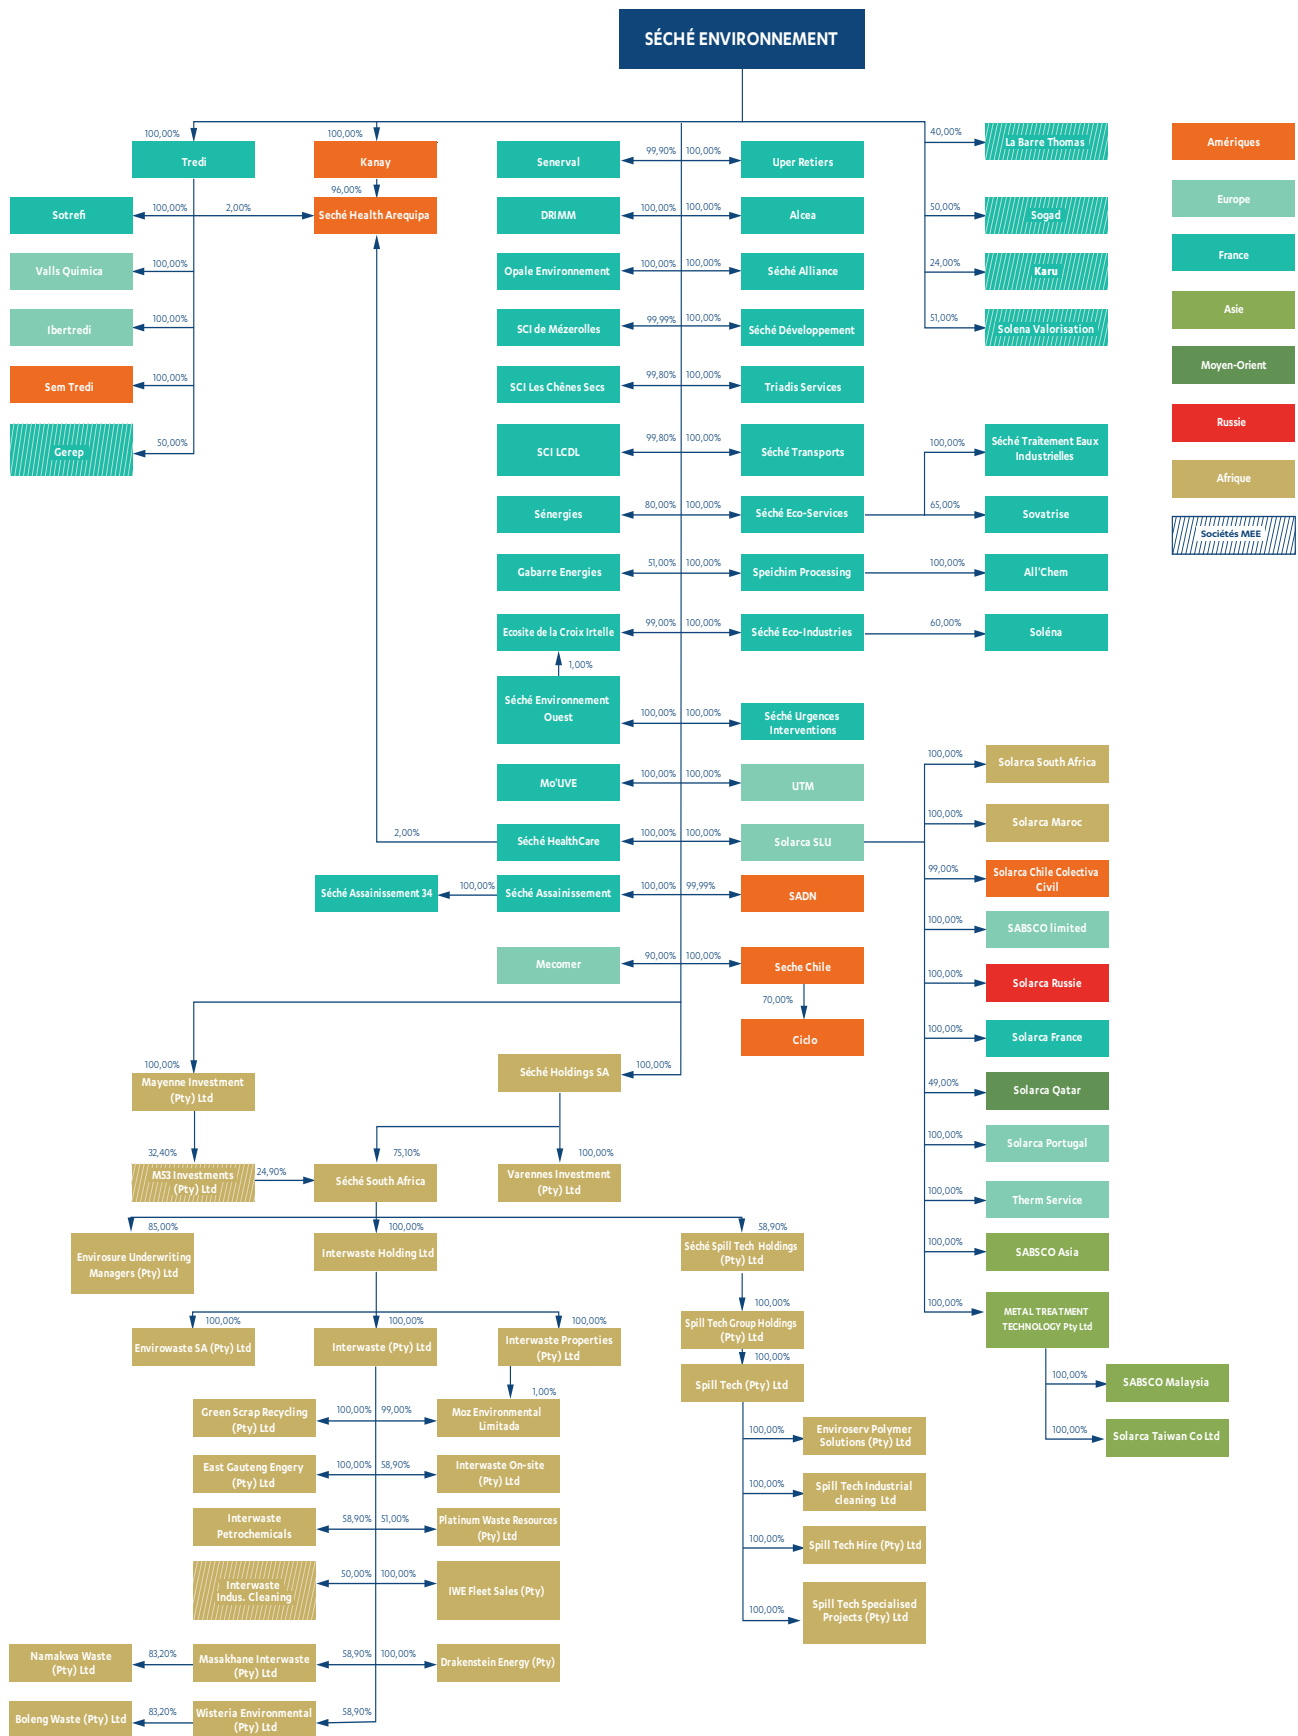 SÉCHÉ ENVIRONNEMENT
100,00%
Tredi
100,00%
Kanay
96,00%
Seché Health Arequipa
100,00%
2,00%
Sotrefi
100,00%
Valls Quimica
100,00%
Ibertredi
100,00%
Sem Tredi
50,00%
Gerep
Senerval
99,90%
100,00%
Uper Retiers
DRIMM
100,00%
100,00%
Alcea
Opale Environnement
100,00%
100,00%
Séché Alliance
SCI de Mézerolles
99,99%
100,00%
Séché Développement
SCI Les Chênes Secs
99,80%
100,00%
Triadis Services
SCI LCDL
99,80%
100,00%
Séché Transports
Sénergies
80,00%
100,00%
Séché Eco-Services
Gabarre Energies
51,00%
100,00%
Speichim Processing
Ecosite de la Croix Irtelle
99,00%
100,00%
Séché Eco-Industries
1,00%
Séché Environnement
Ouest
100,00%
100,00%
Séché Urgences
Interventions
Mo'UVE
100,00%
100,00%
UTM
2,00%
Séché HealthCare
100,00%
100,00%
Solarca SLU
Séché Assainissement 34
100,00%
Séché Assainissement
100,00%
99,99%
SADN
Mecomer
90,00%
100,00%
Seche Chile
70,00%
Ciclo
40,00%
La Barre Thomas
50,00%
Sogad
24,00%
Karu
51,00%
Solena Valorisation
100,00%
Séché Traitement Eaux
Industrielles
65,00%
Sovatrise
100,00%
All'Chem
60,00%
Soléna
Amériques
Europe
France
Asie
Moyen-Orient
Russie
Afrique
Sociétés MEE
100,00%
Solarca South Africa
100,00%
Solarca Maroc
99,00%
Solarca Chile Colectiva
Civil
100,00%
SABSCO limited
100,00%
Solarca Russie
100,00%
Solarca France
49,00%
Solarca Qatar
100,00%
Solarca Portugal
100,00%
Therm Service
100,00%
SABSCO Asia
100,00%
METAL TREATMENT
TECHNOLOGY Pty Ltd
100,00%
SABSCO Malaysia
100,00%
Solarca Taiwan Co Ltd
100,00%
Mayenne Investment
(Pty) Ltd
100,00%
Séché Holdings SA
32,40%
MS3 Investments
(Pty) Ltd
24,90%
75,10%
Séché South Africa
100,00%
Varennes Investment
(Pty) Ltd
85,00%
Envirosure Underwriting
Managers (Pty) Ltd
100,00%
Interwaste Holding Ltd
58,90%
Séché Spill Tech Holdings
(Pty) Ltd
100,00%
Envirowaste SA (Pty) Ltd
100,00%
Interwaste (Pty) Ltd
100,00%
Interwaste Properties
(Pty) Ltd
100,00%
Spill Tech Group Holdings
(Pty) Ltd
100,00%
Spill Tech (Pty) Ltd
1,00%
Green Scrap Recycling
(Pty) Ltd
100,00%
99,00%
Moz Environmental
Limitada
East Gauteng Engery
(Pty) Ltd
100,00%
58,90%
Interwaste On-site
(Pty) Ltd
Interwaste
Petrochemicals
58,90%
51,00%
Platinum Waste Resources
(Pty) Ltd
Interwaste
Indus. Cleaning
50,00%
100,00%
IWE Fleet Sales (Pty)
Namakwa Waste
(Pty) Ltd
83,20%
Masakhane Interwaste
(Pty) Ltd
58,90%
100,00%
Drakenstein Energy (Pty)
Boleng Waste (Pty) Ltd
83,20%
Wisteria Environmental
(Pty) Ltd
58,90%
100,00%
Enviroserv Polymer
Solutions (Pty) Ltd
100,00%
Spill Tech Industrial
cleaning Ltd
100,00%
Spill Tech Hire (Pty) Ltd
100,00%
Spill Tech Specialised
Projects (Pty) Ltd